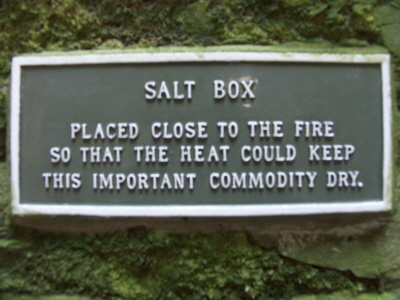 SALT BOX
PLACED CLOSE TO THE FIRE
SO THAT THE HEAT COULD KEEP
THIS IMPORTANT COMMODITY DRY.